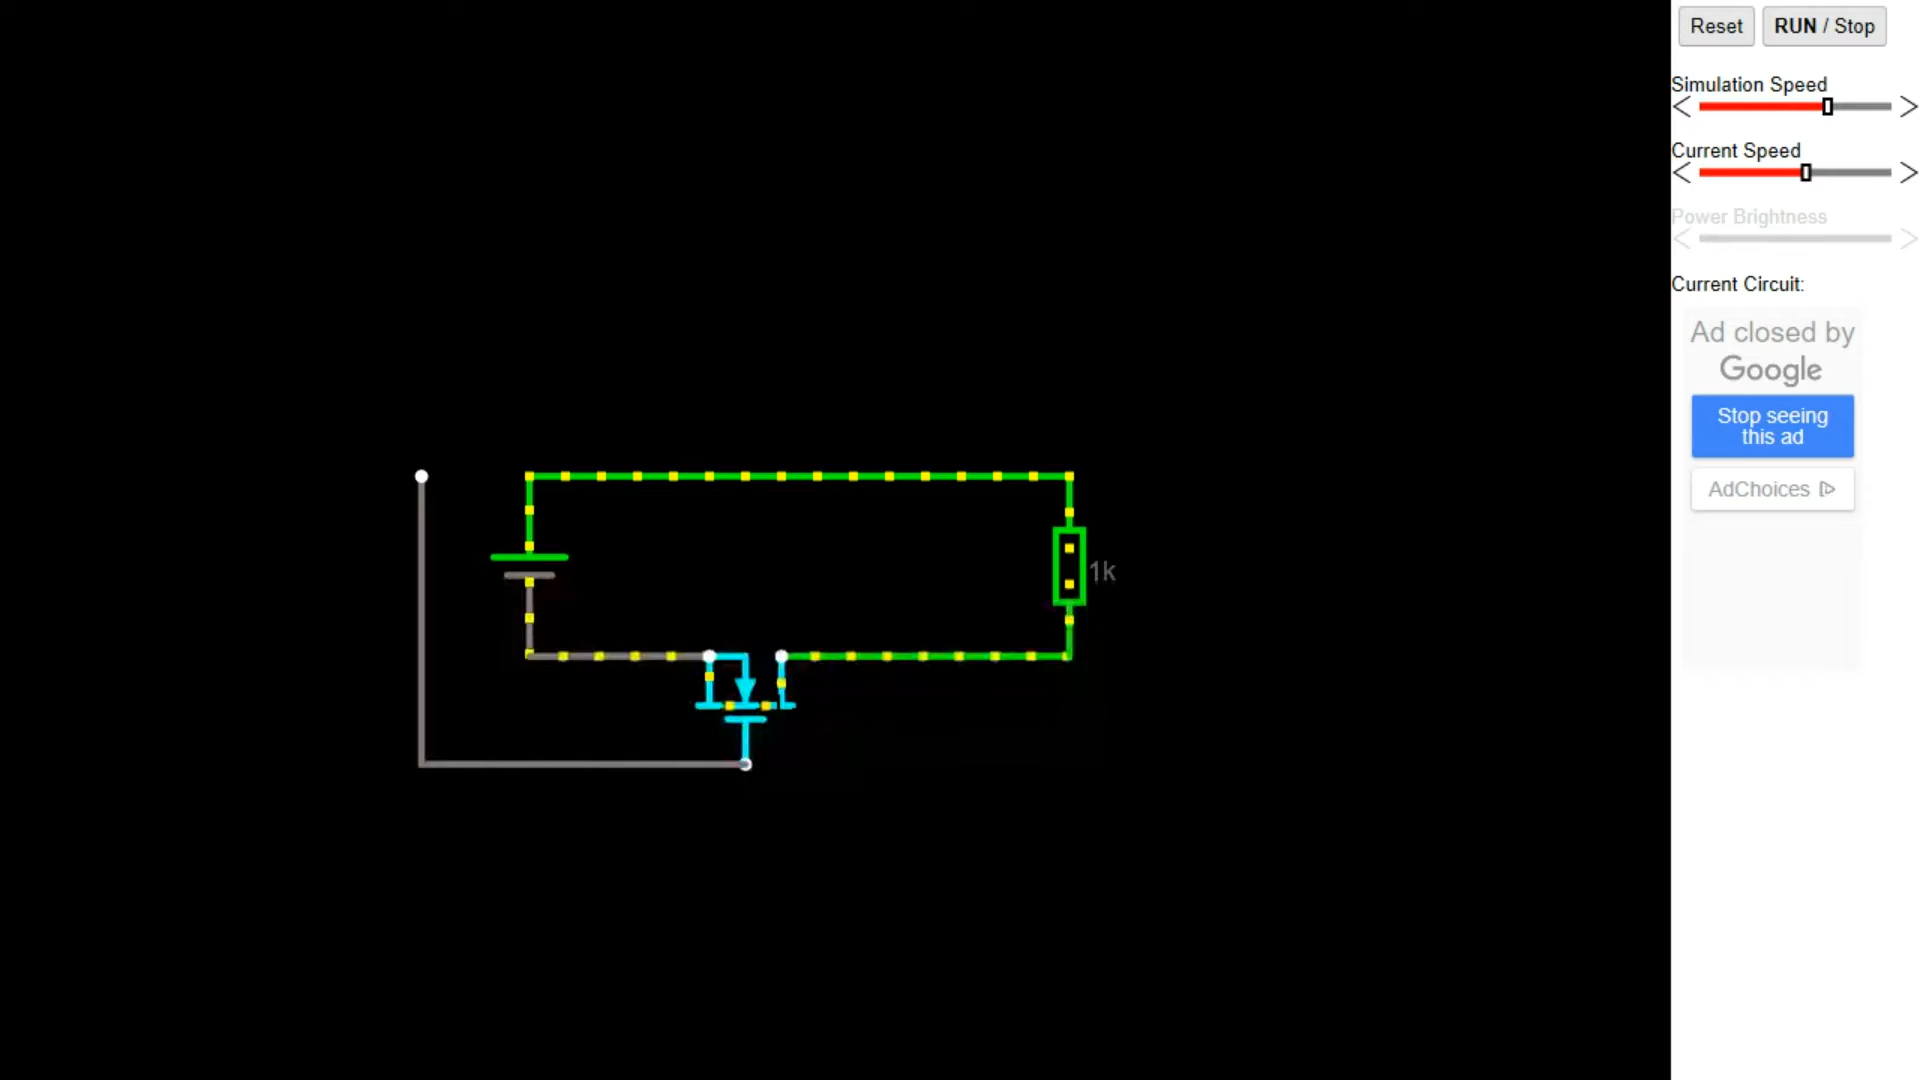 Reset RUN / Stop
Simulation Speed
Current Speed
Power Brightness
Current Circuit:
Ad closed by
Google
Stop seeing
this ad
AdChoices
1k